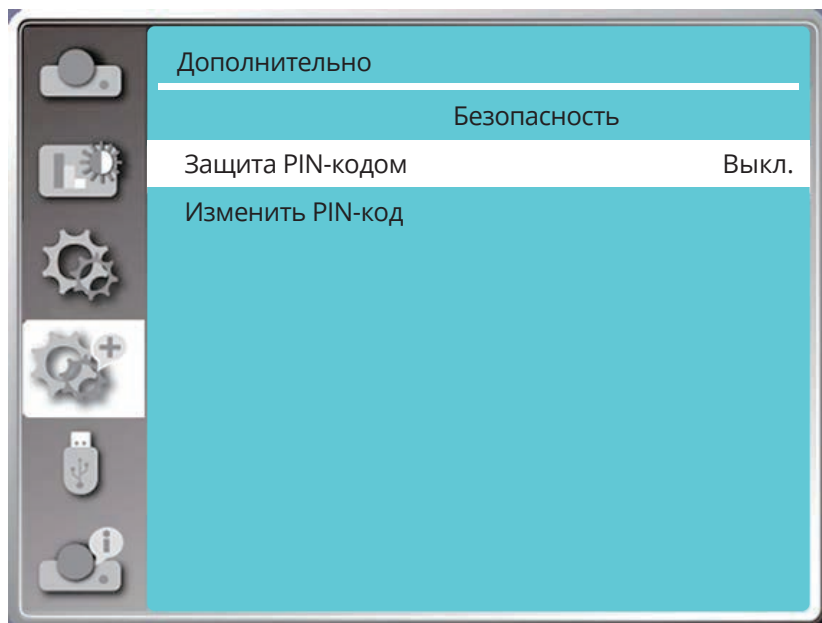 Дополнительно
Безопасность
Защита PIN-кодом Выкл.
Изменить PIN-код